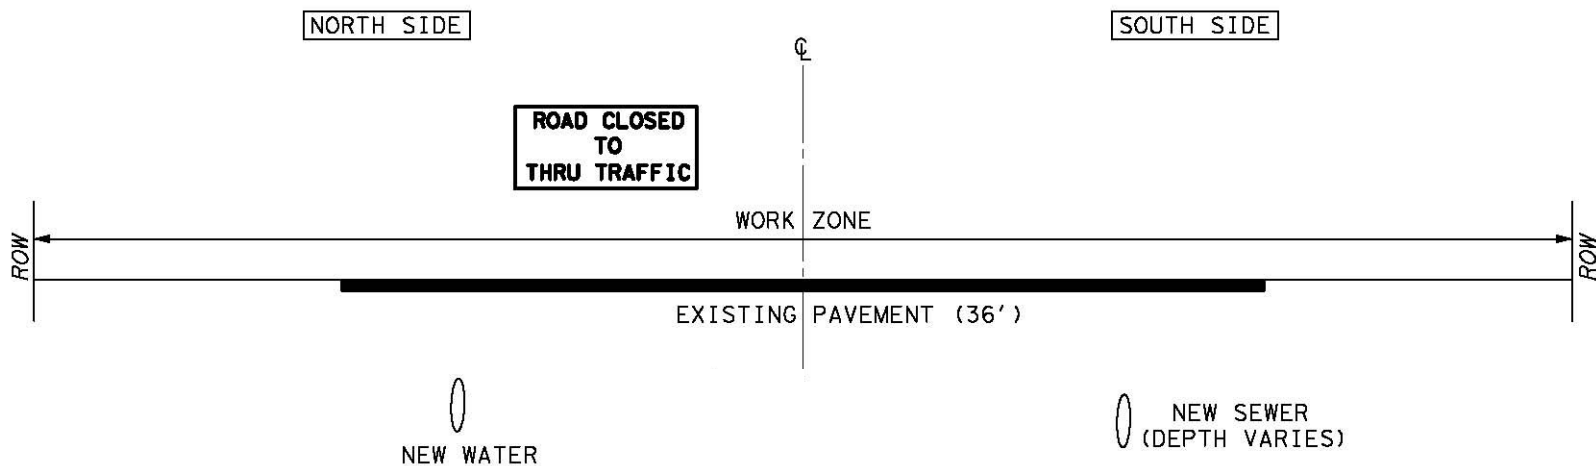 NORTH SIDE
SOUTH SIDE
℄
ROAD CLOSED
TO
THRU TRAFFIC
WORK ZONE
ROW
ROW
EXISTING PAVEMENT (36')
NEW WATER
NEW SEWER
(DEPTH VARIES)